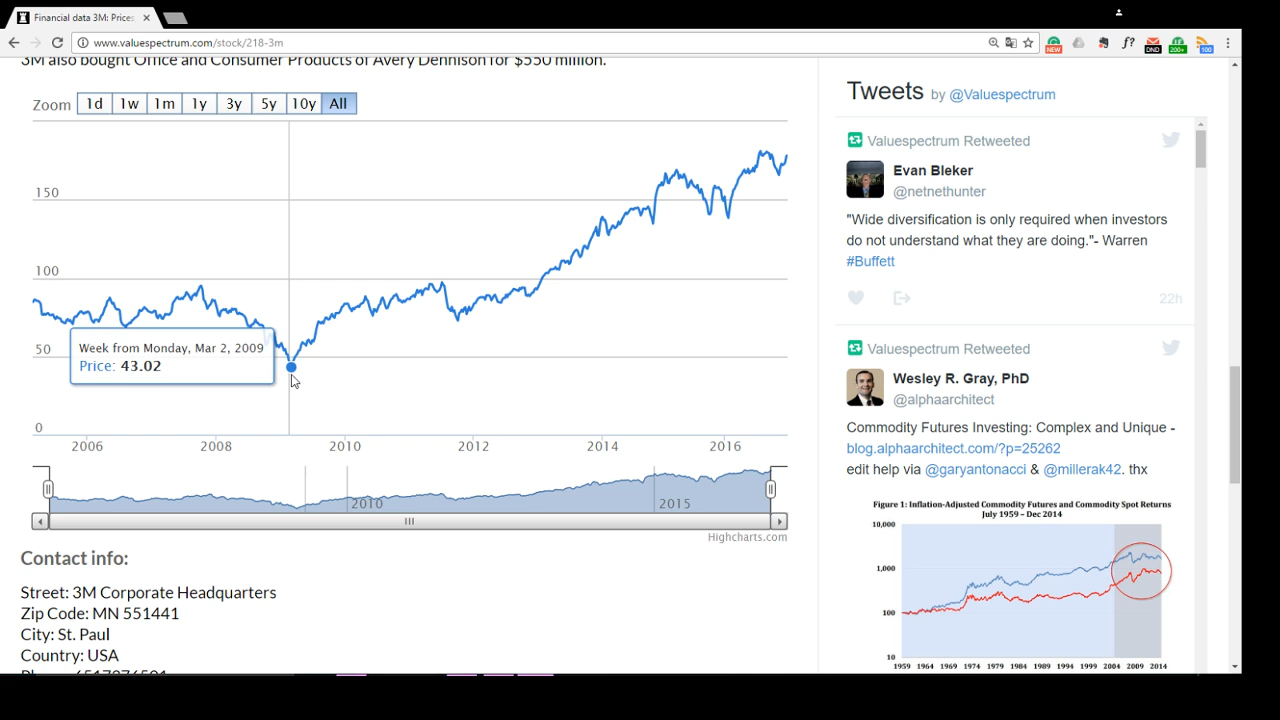 Financial data 3M: Prices
www.valuespectrum.com/stock/218-3m
NEW
DND
200+
100
3M also bought Office and Consumer Products of Avery Dennison for $550 million.
Zoom 1d 1w 1m 1y 3y 5y 10y All
150
100
50
0
Week from Monday, Mar 2, 2009
Price: 43.02
2006 2008 2010 2012 2014 2016
2010 2015
Highcharts.com
Contact info:
Street: 3M Corporate Headquarters
Zip Code: MN 551441
City: St. Paul
Country: USA
Tweets by @Valuespectrum
Valuespectrum Retweeted
Evan Bleker
@netnethunter
"Wide diversification is only required when investors
do not understand what they are doing."- Warren
#Buffett
22h
Valuespectrum Retweeted
Wesley R. Gray, PhD
@alphaarchitect
Commodity Futures Investing: Complex and Unique -
blog.alphaarchitect.com/?p=25262
edit help via @garyantonacci & @millerak42. thx
Figure 1: Inflation-Adjusted Commodity Futures and Commodity Spot Returns
July 1959 – Dec 2014
10,000
1,000
100
10
1959 1964 1969 1974 1979 1984 1989 1994 1999 2004 2009 2014